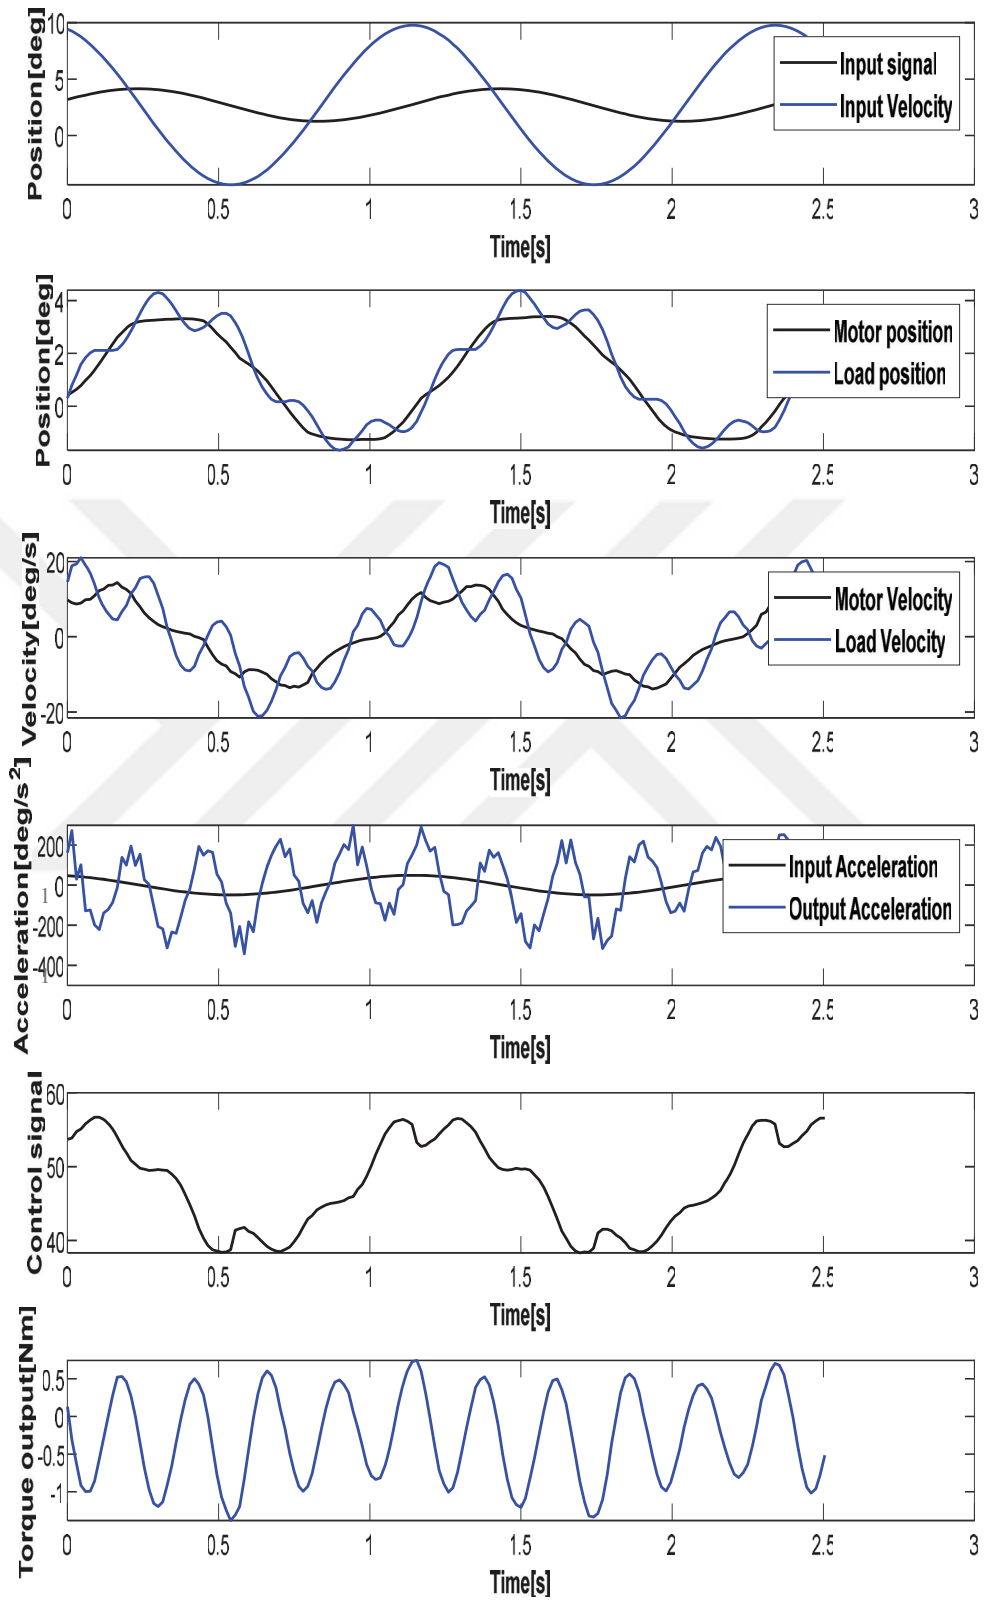 Position[deg]
10
5
0
Input signal
Input Velocity
0 0.5 1 1.5 2 2.5 3
Time[s]
Position[deg]
4
2
0
Motor position
Load position
0 0.5 1 1.5 2 2.5 3
Time[s]
Velocity[deg/s]
20
0
-20
Motor Velocity
Load Velocity
0 0.5 1 1.5 2 2.5 3
Time[s]
Acceleration[deg/s²]
200
0
-200
-400
1
1
Input Acceleration
Output Acceleration
0 0.5 1 1.5 2 2.5 3
Time[s]
Control signal
60
50
40
0 0.5 1 1.5 2 2.5 3
Time[s]
Torque output[Nm]
0.5
0
-0.5
-1
0 0.5 1 1.5 2 2.5 3
Time[s]